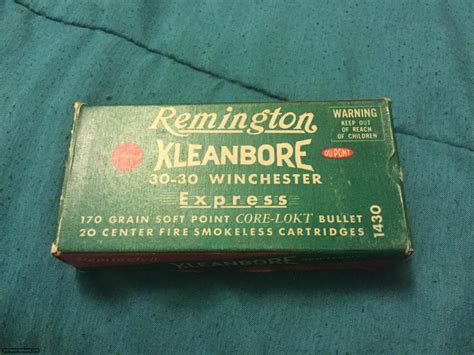 Remington
WARNING
KEEP OUT
OF REACH
OF CHILDREN
KLEANBORE
DU PONT
30-30 WINCHESTER
Express
170 GRAIN SOFT POINT CORE-LOKT BULLET
20 CENTER FIRE SMOKELESS CARTRIDGES
1430
Remington
KLEANBORE